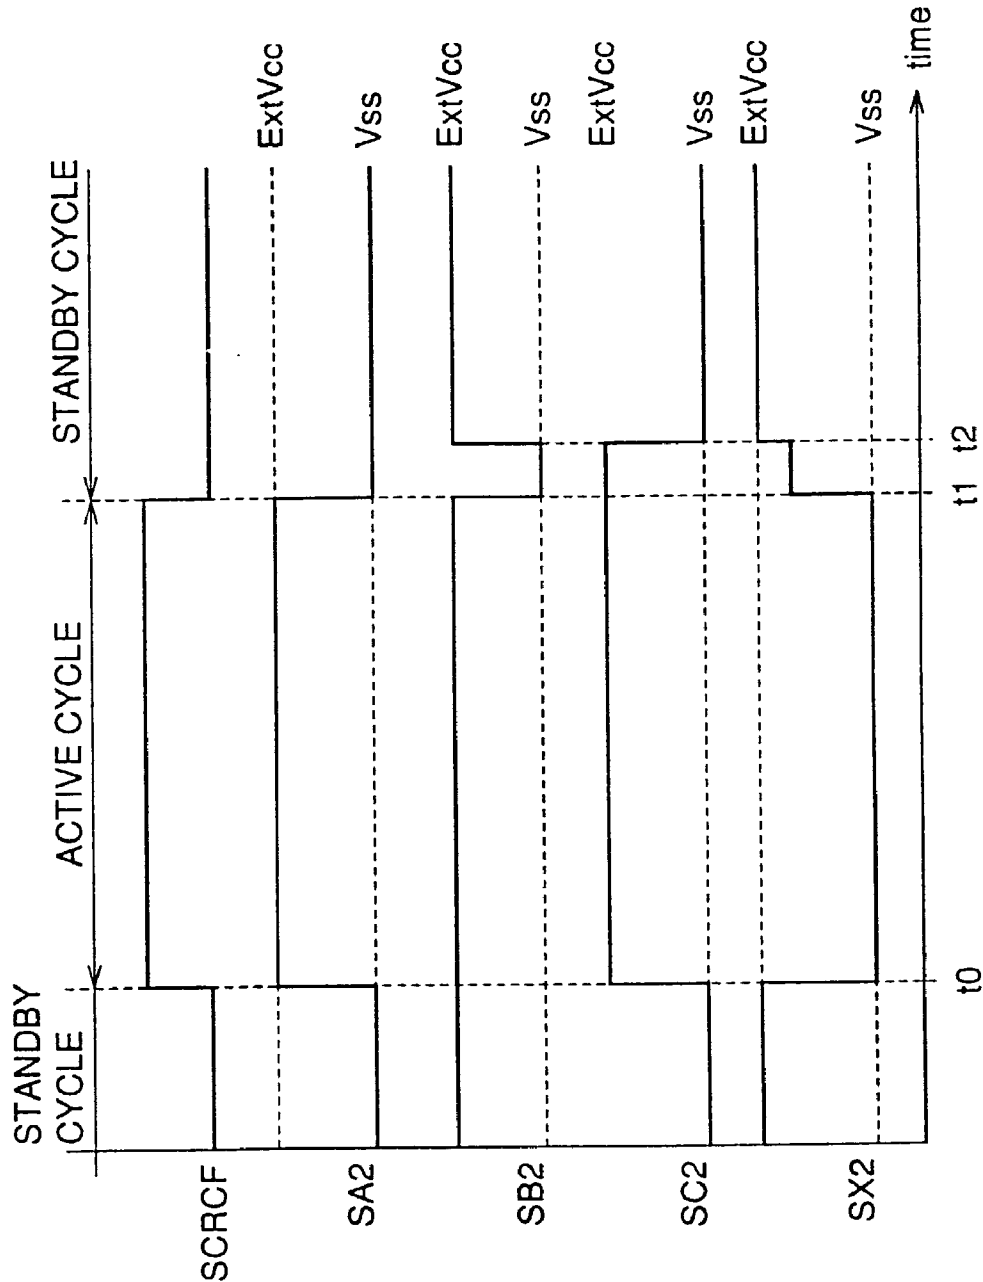 STANDBY
CYCLE
ACTIVE CYCLE
STANDBY CYCLE
SCRCF
SA2
ExtVcc
Vss
SB2
ExtVcc
Vss
SC2
ExtVcc
Vss
SX2
ExtVcc
Vss
t0
t1
t2
time